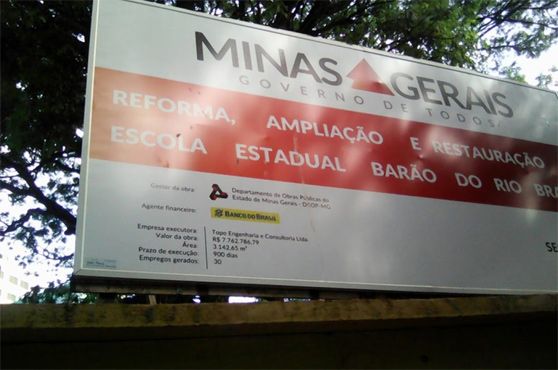 MINAS GERAIS
GOVERNO DE TODOS
REFORMA, AMPLIAÇÃO E RESTAURAÇÃO
ESCOLA ESTADUAL BARÃO DO RIO BRA
Gestor da obra: Departamento de Obras Públicas do
Estado de Minas Gerais - DEOP-MG
Agente financeiro: BANCO DO BRASIL
Empresa executora: Topo Engenharia e Consultoria Ltda.
Valor da obra: R$ 7.762.786,79
Área: 3.142,65 m²
Prazo de execução: 900 dias
Empregos gerados: 30
SE